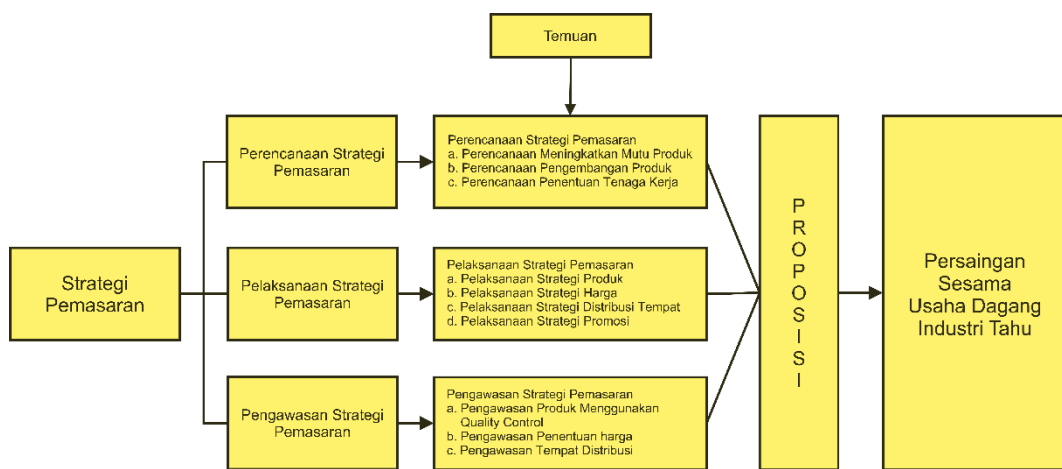 Temuan
Strategi
Pemasaran
Perencanaan Strategi
Pemasaran
Perencanaan Strategi Pemasaran
a. Perencanaan Meningkatkan Mutu Produk
b. Perencanaan Pengembangan Produk
c. Perencanaan Penentuan Tenaga Kerja
Pelaksanaan Strategi
Pemasaran
Pelaksanaan Strategi Pemasaran
a. Pelaksanaan Strategi Produk
b. Pelaksanaan Strategi Harga
c. Pelaksanaan Strategi Distribusi Tempat
d. Pelaksanaan Strategi Promosi
Pengawasan Strategi
Pemasaran
Pengawasan Strategi Pemasaran
a. Pengawasan Produk Menggunakan
Quality Control
b. Pengawasan Penentuan harga
c. Pengawasan Tempat Distribusi
P
R
O
P
O
S
I
S
I
Persaingan
Sesama
Usaha Dagang
Industri Tahu